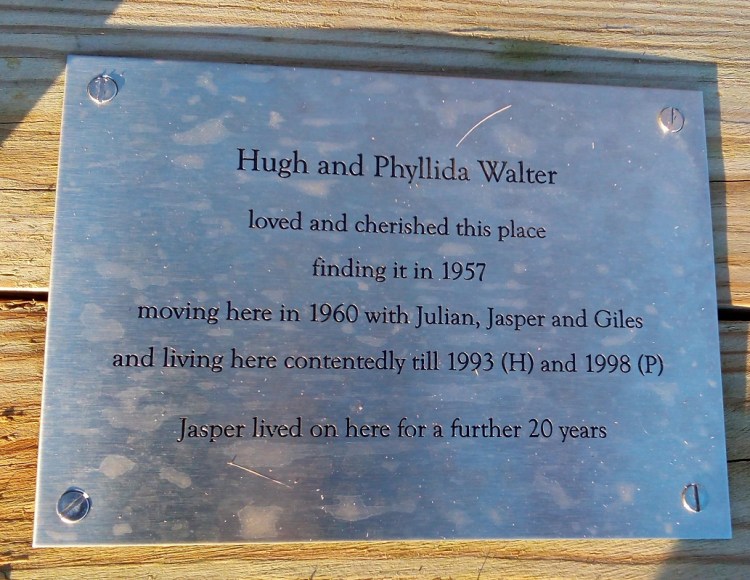 Hugh and Phyllida Walter
loved and cherished this place
finding it in 1957
moving here in 1960 with Julian, Jasper and Giles
and living here contentedly till 1993 (H) and 1998 (P)
Jasper lived on here for a further 20 years